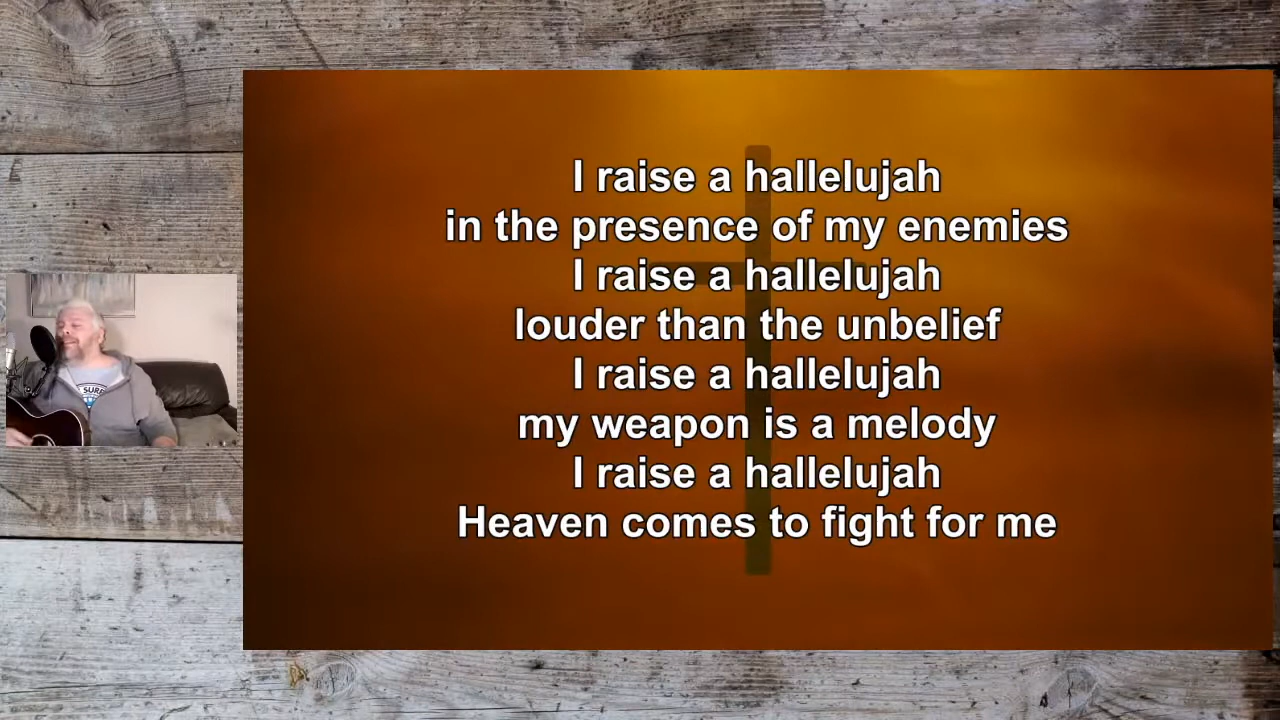 I raise a hallelujah
in the presence of my enemies
I raise a hallelujah
louder than the unbelief
I raise a hallelujah
my weapon is a melody
I raise a hallelujah
Heaven comes to fight for me
SURF